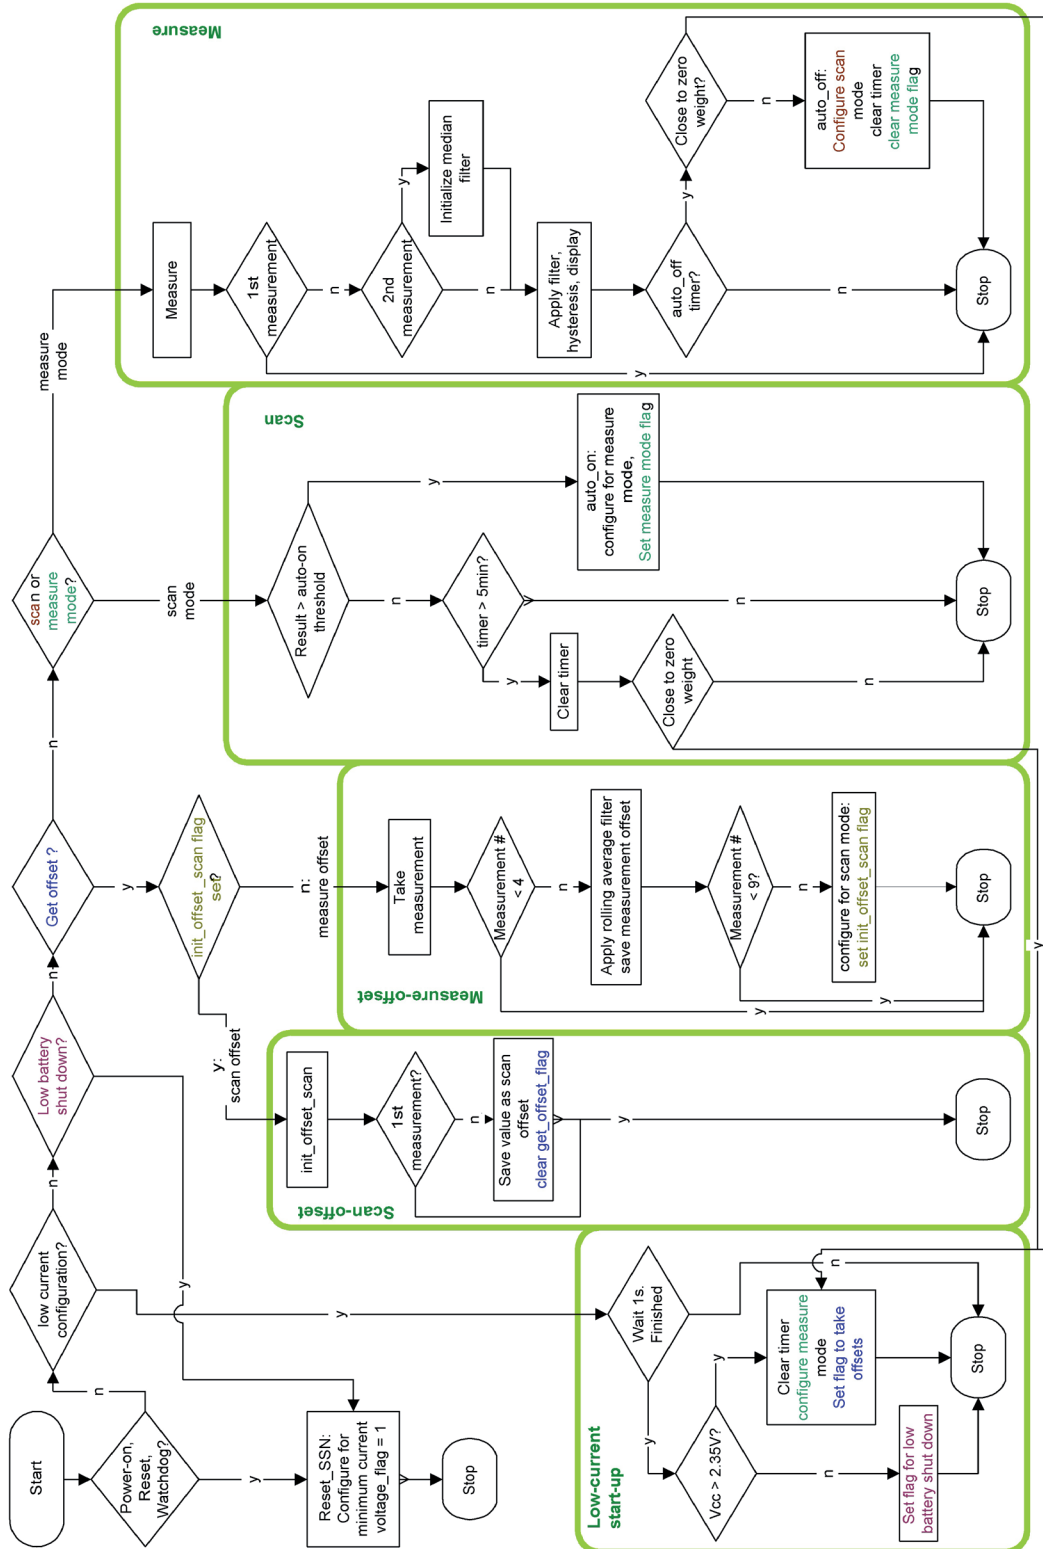 Start
Power-on,
Reset,
Watchdog?
n
y
Reset_SSN:
Configure for
minimum current
voltage_flag = 1
Stop
low current
configuration?
n
y
Low battery
shut down?
n
y
Get offset ?
n
y
scan or
measure
mode?
measure
mode
scan
mode
init_offset_scan flag
set?
y:
scan offset
n:
measure offset
Low-current
start-up
Wait 1s.
Finished
y
n
Vcc > 2.35V?
y
n
Clear timer
configure measure
mode
Set flag to take
offsets
Set flag for low
battery shut down
Stop
Scan-offset
init_offset_scan
1st
measurement?
n
Save value as scan
offset
clear get_offset_flag
y
Stop
Measure-offset
Take
measurement
Measurement #
< 4
n
y
Apply rolling average filter
save measurement offset
Measurement #
< 9?
n
y
configure for scan mode:
set init_offset_scan flag
Stop
Scan
Result > auto-on
threshold
y
n
auto_on:
configure for measure
mode,
Set measure mode flag
timer > 5min?
y
n
Clear timer
Close to zero
weight
n
y
Stop
Measure
Measure
1st
measurement
n
y
2nd
measurement
y
n
Initialize median
filter
Apply filter,
hysteresis, display
auto_off
timer?
y
n
Close to zero
weight?
n
auto_off:
Configure scan
mode
clear timer
clear measure
mode flag
Stop